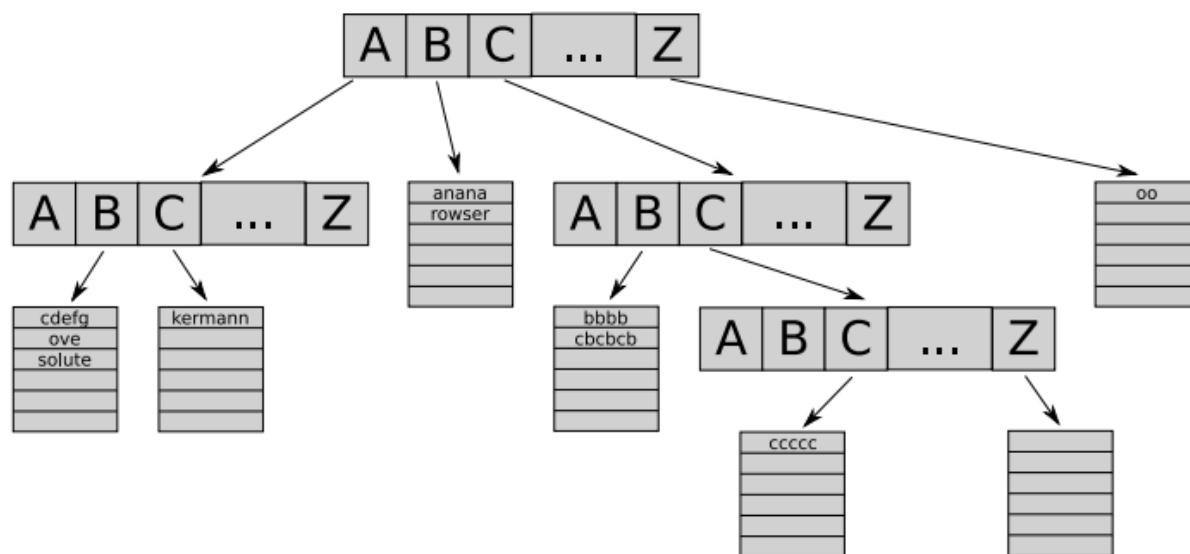 A B C ... Z
A B C ... Z
anana
rowser
A B C ... Z
oo
cdefg
ove
solute
kermann
bbbb
cbcbcb
A B C ... Z
ccccc